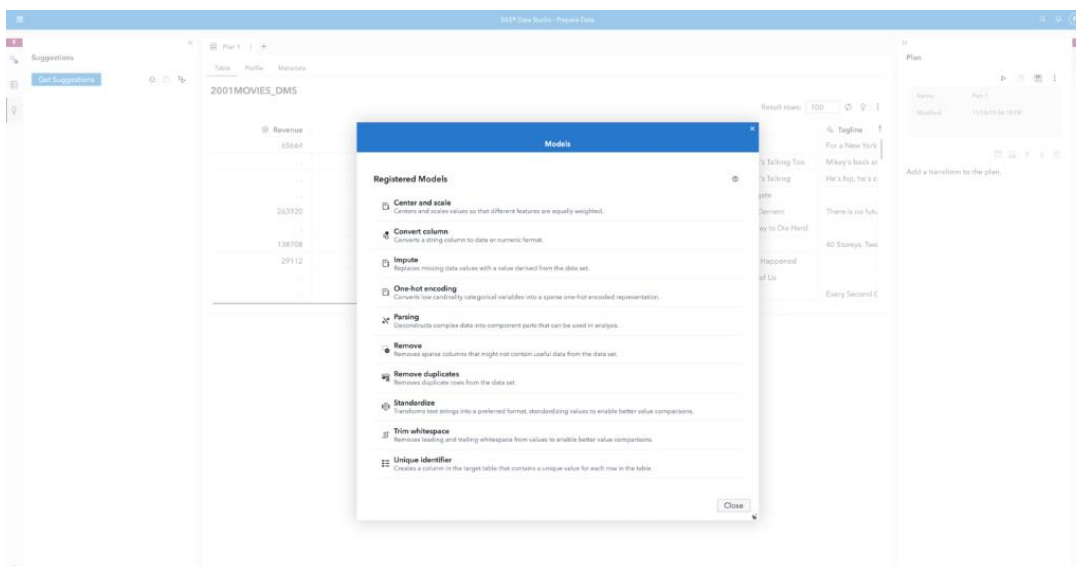 SAS® Data Studio - Prepare Data
Suggestions
Get Suggestions
Plan 1
Table Profile Metadata
2001MOVIES_DMS
Result rows: 100
Revenue
Tagline
65664
For a New York
's Talking Too
Mikey's back an
's Talking
He's hip, he's c
gate
263920
Clement
There is no futu
ay to Die Hard
138708
40 Storeys. Twe
29112
Happened
of Us
Every Second C
Models
Registered Models
Center and scale
Centers and scales values so that different features are equally weighted.
Convert column
Converts a string column to date or numeric format.
Impute
Replaces missing data values with a value derived from the data set.
One-hot encoding
Converts low cardinality categorical variables into a sparse one-hot encoded representation.
Parsing
Deconstructs complex data into component parts that can be used in analysis.
Remove
Removes sparse columns that might not contain useful data from the data set.
Remove duplicates
Removes duplicate rows from the data set.
Standardize
Transforms text strings into a preferred format, standardizing values to enable better value comparisons.
Trim whitespace
Removes leading and trailing whitespace from values to enable better value comparisons.
Unique identifier
Creates a column in the target table that contains a unique value for each row in the table.
Close
Plan
Name: Plan 1
Modified:
Add a transform to the plan.